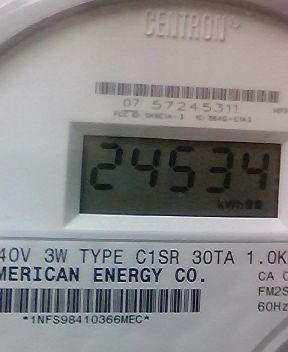 CENTRON
07 57245311
24534
kWh
40V 3W TYPE C1SR 30TA 1.0K
MERICAN ENERGY CO.
CA
FM2S
60Hz
*1NFS98410366MEC*